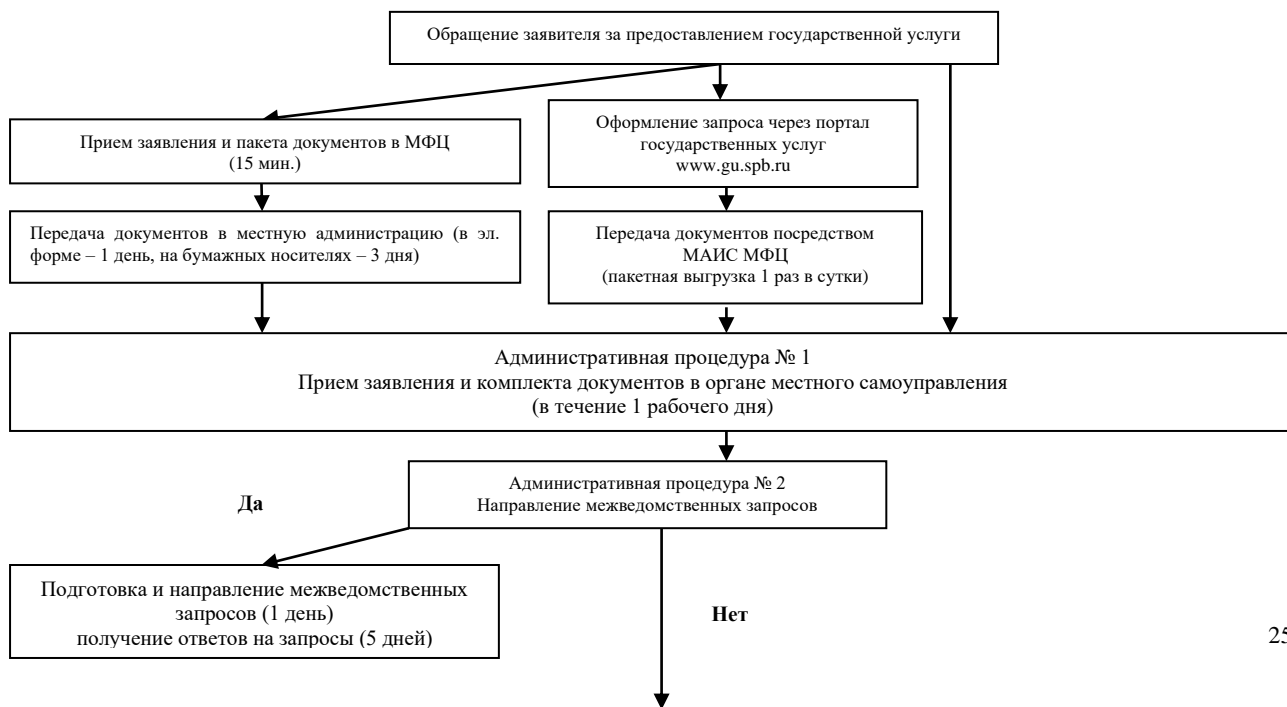 Обращение заявителя за предоставлением государственной услуги
Прием заявления и пакета документов в МФЦ
(15 мин.)
Оформление запроса через портал
государственных услуг
www.gu.spb.ru
Передача документов в местную администрацию (в эл.
форме – 1 день, на бумажных носителях – 3 дня)
Передача документов посредством
МАИС МФЦ
(пакетная выгрузка 1 раз в сутки)
Административная процедура № 1
Прием заявления и комплекта документов в органе местного самоуправления
(в течение 1 рабочего дня)
Административная процедура № 2
Направление межведомственных запросов
Да
Подготовка и направление межведомственных
запросов (1 день)
получение ответов на запросы (5 дней)
Нет
25